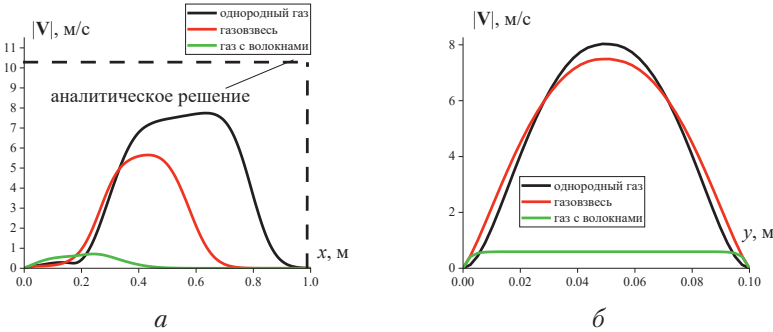 |V|, м/с
однородный газ
газовзвесь
газ с волокнами
11
10
9
8
7
6
5
4
3
2
1
0
аналитическое решение
x, м
0.0 0.2 0.4 0.6 0.8 1.0
а
|V|, м/с
8
6
4
2
0
однородный газ
газовзвесь
газ с волокнами
y, м
0.00 0.02 0.04 0.06 0.08 0.10
б